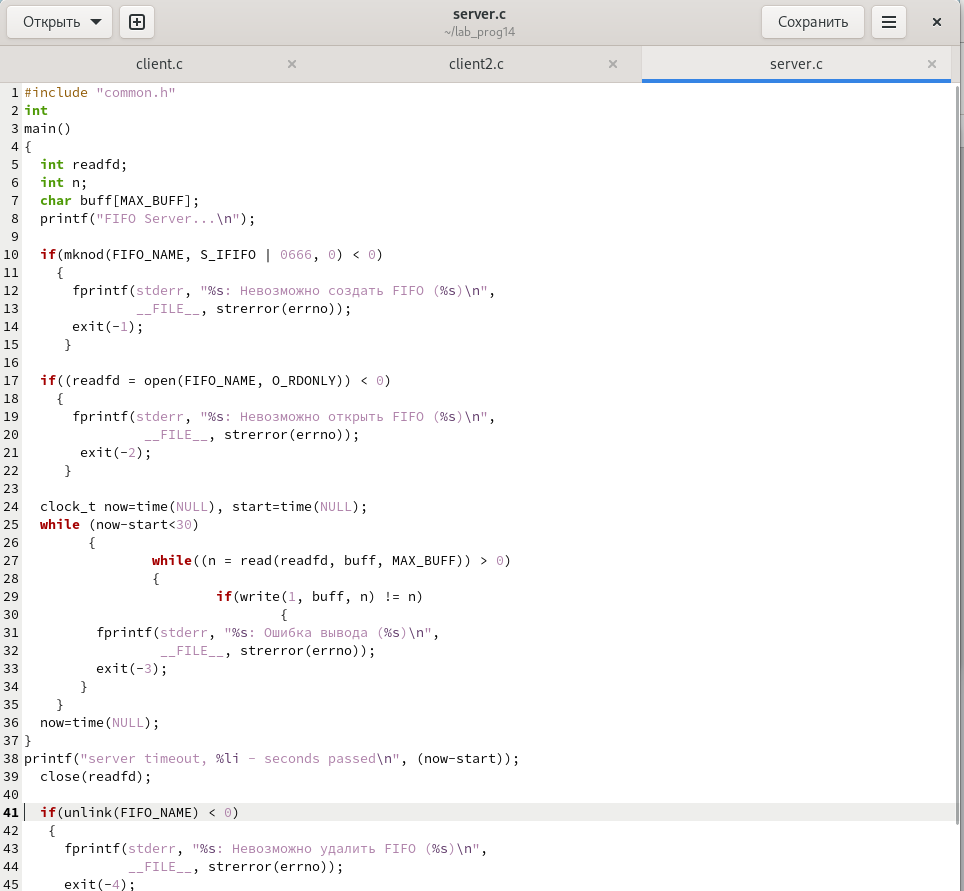 Открыть
server.c
~/lab_prog14
Сохранить
client.c
client2.c
server.c
1 #include "common.h"
2 int
3 main()
4 {
5   int readfd;
6   int n;
7   char buff[MAX_BUFF];
8   printf("FIFO Server...\n");
9
10   if(mknod(FIFO_NAME, S_IFIFO | 0666, 0) < 0)
11     {
12       fprintf(stderr, "%s: Невозможно создать FIFO (%s)\n",
13               __FILE__, strerror(errno));
14       exit(-1);
15      }
16
17   if((readfd = open(FIFO_NAME, O_RDONLY)) < 0)
18     {
19       fprintf(stderr, "%s: Невозможно открыть FIFO (%s)\n",
20                __FILE__, strerror(errno));
21        exit(-2);
22      }
23
24   clock_t now=time(NULL), start=time(NULL);
25   while (now-start<30)
26         {
27                 while((n = read(readfd, buff, MAX_BUFF)) > 0)
28                 {
29                         if(write(1, buff, n) != n)
30                                 {
31          fprintf(stderr, "%s: Ошибка вывода (%s)\n",
32                  __FILE__, strerror(errno));
33          exit(-3);
34        }
35     }
36   now=time(NULL);
37 }
38 printf("server timeout, %li - seconds passed\n", (now-start));
39   close(readfd);
40
41   if(unlink(FIFO_NAME) < 0)
42    {
43      fprintf(stderr, "%s: Невозможно удалить FIFO (%s)\n",
44              __FILE__, strerror(errno));
45      exit(-4);